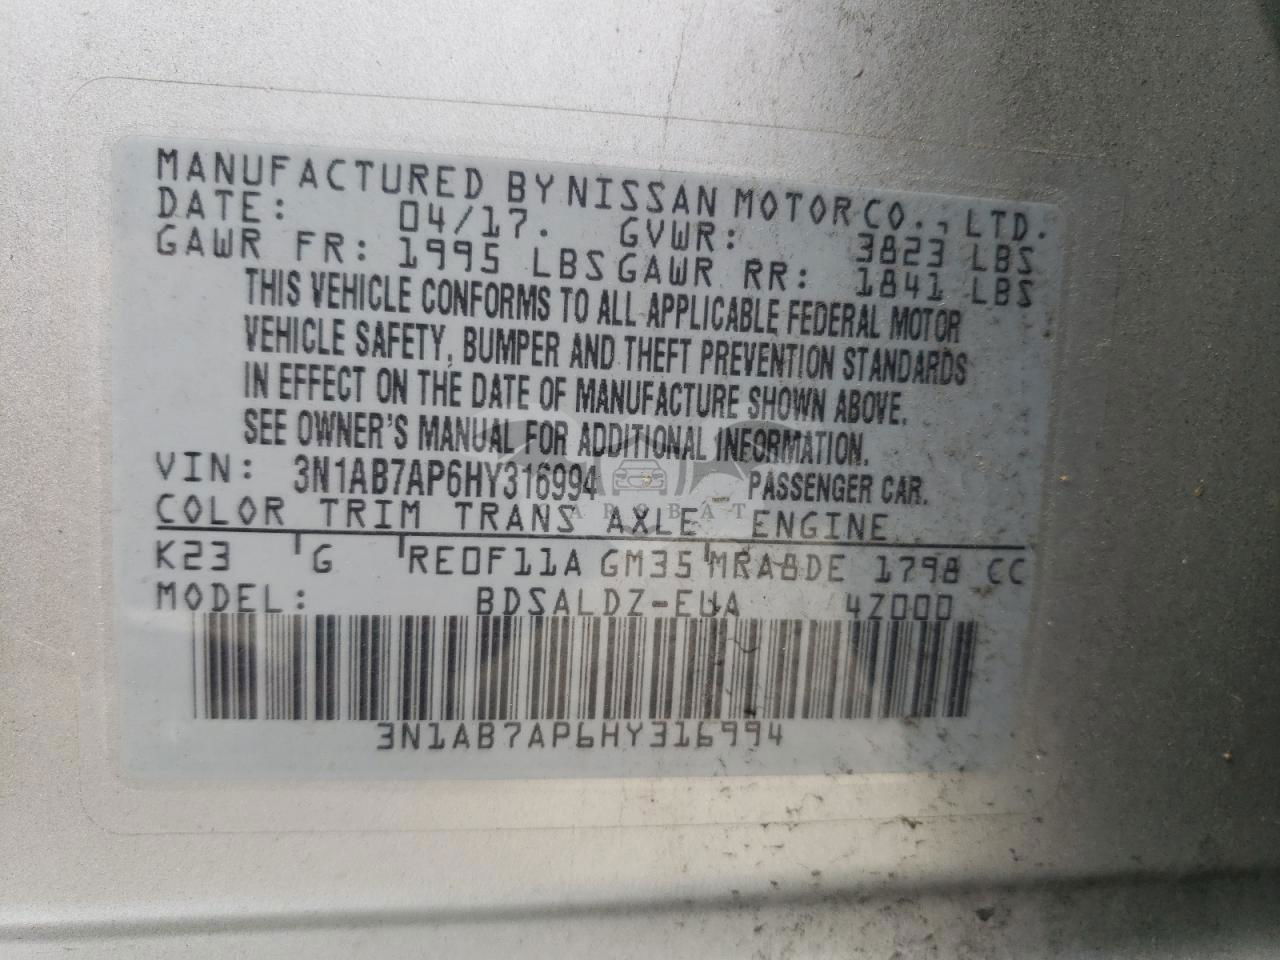 MANUFACTURED BY NISSAN MOTOR CO., LTD.
DATE: 04/17. GVWR: 3823 LBS
GAWR FR: 1995 LBS GAWR RR: 1841 LBS
THIS VEHICLE CONFORMS TO ALL APPLICABLE FEDERAL MOTOR
VEHICLE SAFETY, BUMPER AND THEFT PREVENTION STANDARDS
IN EFFECT ON THE DATE OF MANUFACTURE SHOWN ABOVE.
SEE OWNER'S MANUAL FOR ADDITIONAL INFORMATION.
VIN: 3N1AB7AP6HY316994 PASSENGER CAR.
CAROBAT
COLOR TRIM TRANS AXLE ENGINE
K23 G RE0F11A GM35 MRA8DE 1798 CC
MODEL: BDSALDZ-EUA 4Z000
3N1AB7AP6HY316994